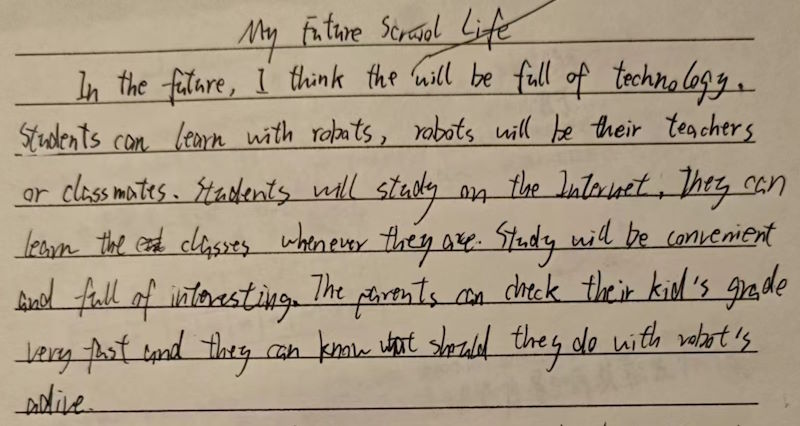 My Future School Life
In the future, I think the will be full of technology.
Students can learn with robats, robots will be their teachers
or classmates. Students will study on the Internet. They can
learn the classes whenever they are. Study will be convenient
and full of interesting. The parents can check their kid's grade
very fast and they can know what should they do with robot's
adive.